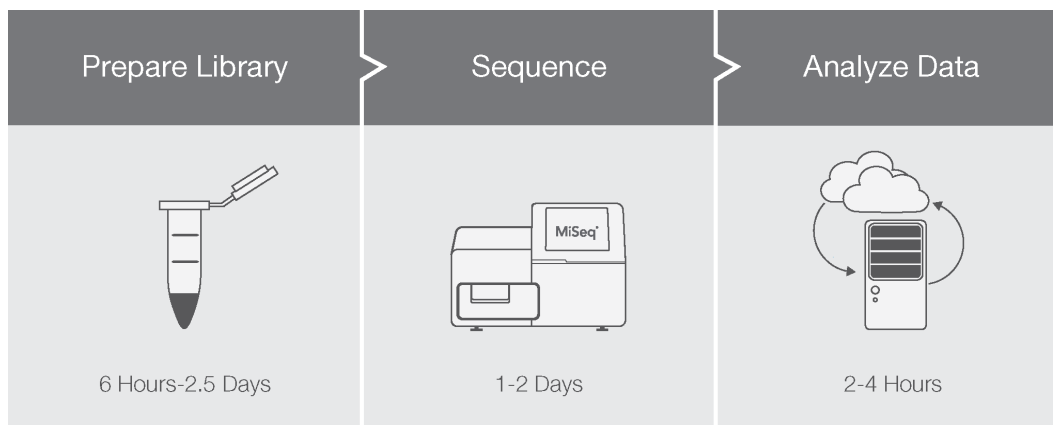 Prepare Library
Sequence
Analyze Data
MiSeq
6 Hours-2.5 Days
1-2 Days
2-4 Hours